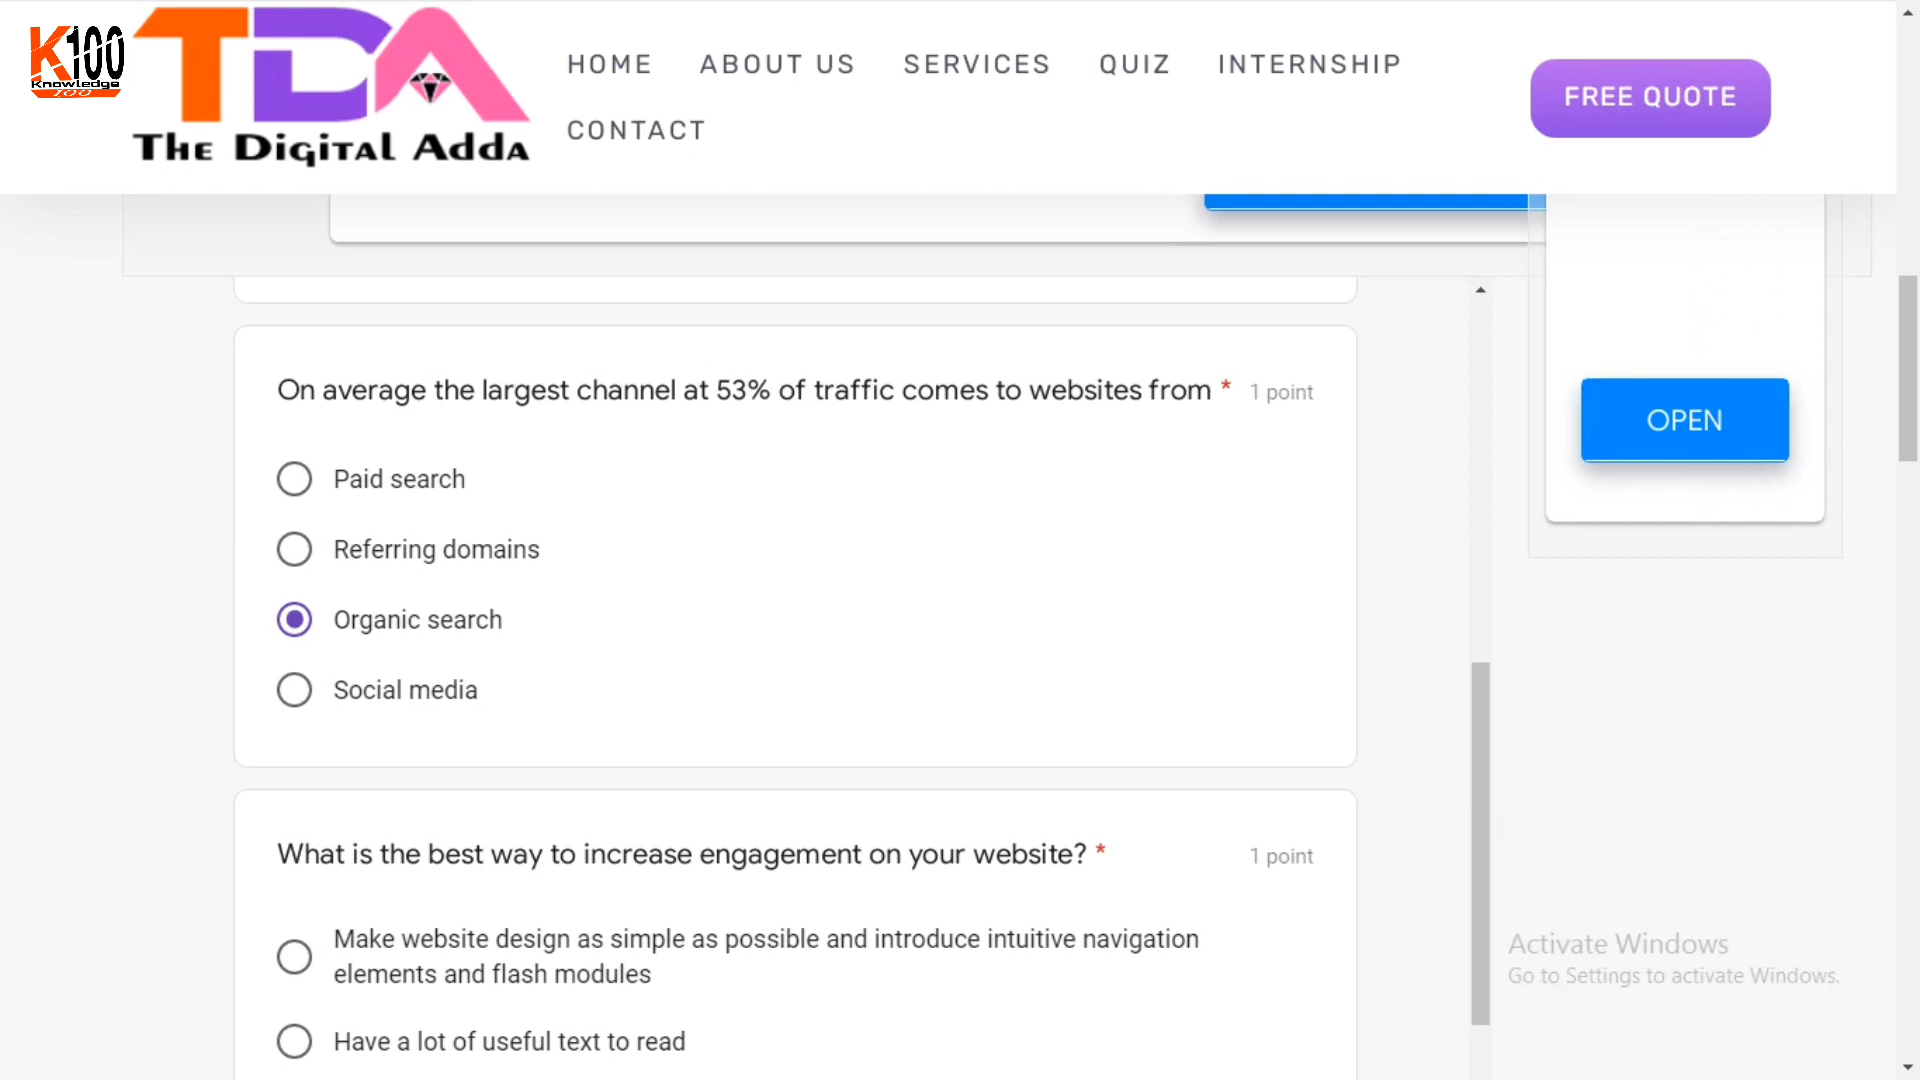 K100
Knowledge
100
TDA
The Digital Adda
HOME ABOUT US SERVICES QUIZ INTERNSHIP
CONTACT
FREE QUOTE
On average the largest channel at 53% of traffic comes to websites from * 1 point
Paid search
Referring domains
Organic search
Social media
OPEN
What is the best way to increase engagement on your website? * 1 point
Make website design as simple as possible and introduce intuitive navigation
elements and flash modules
Have a lot of useful text to read
Activate Windows
Go to Settings to activate Windows.